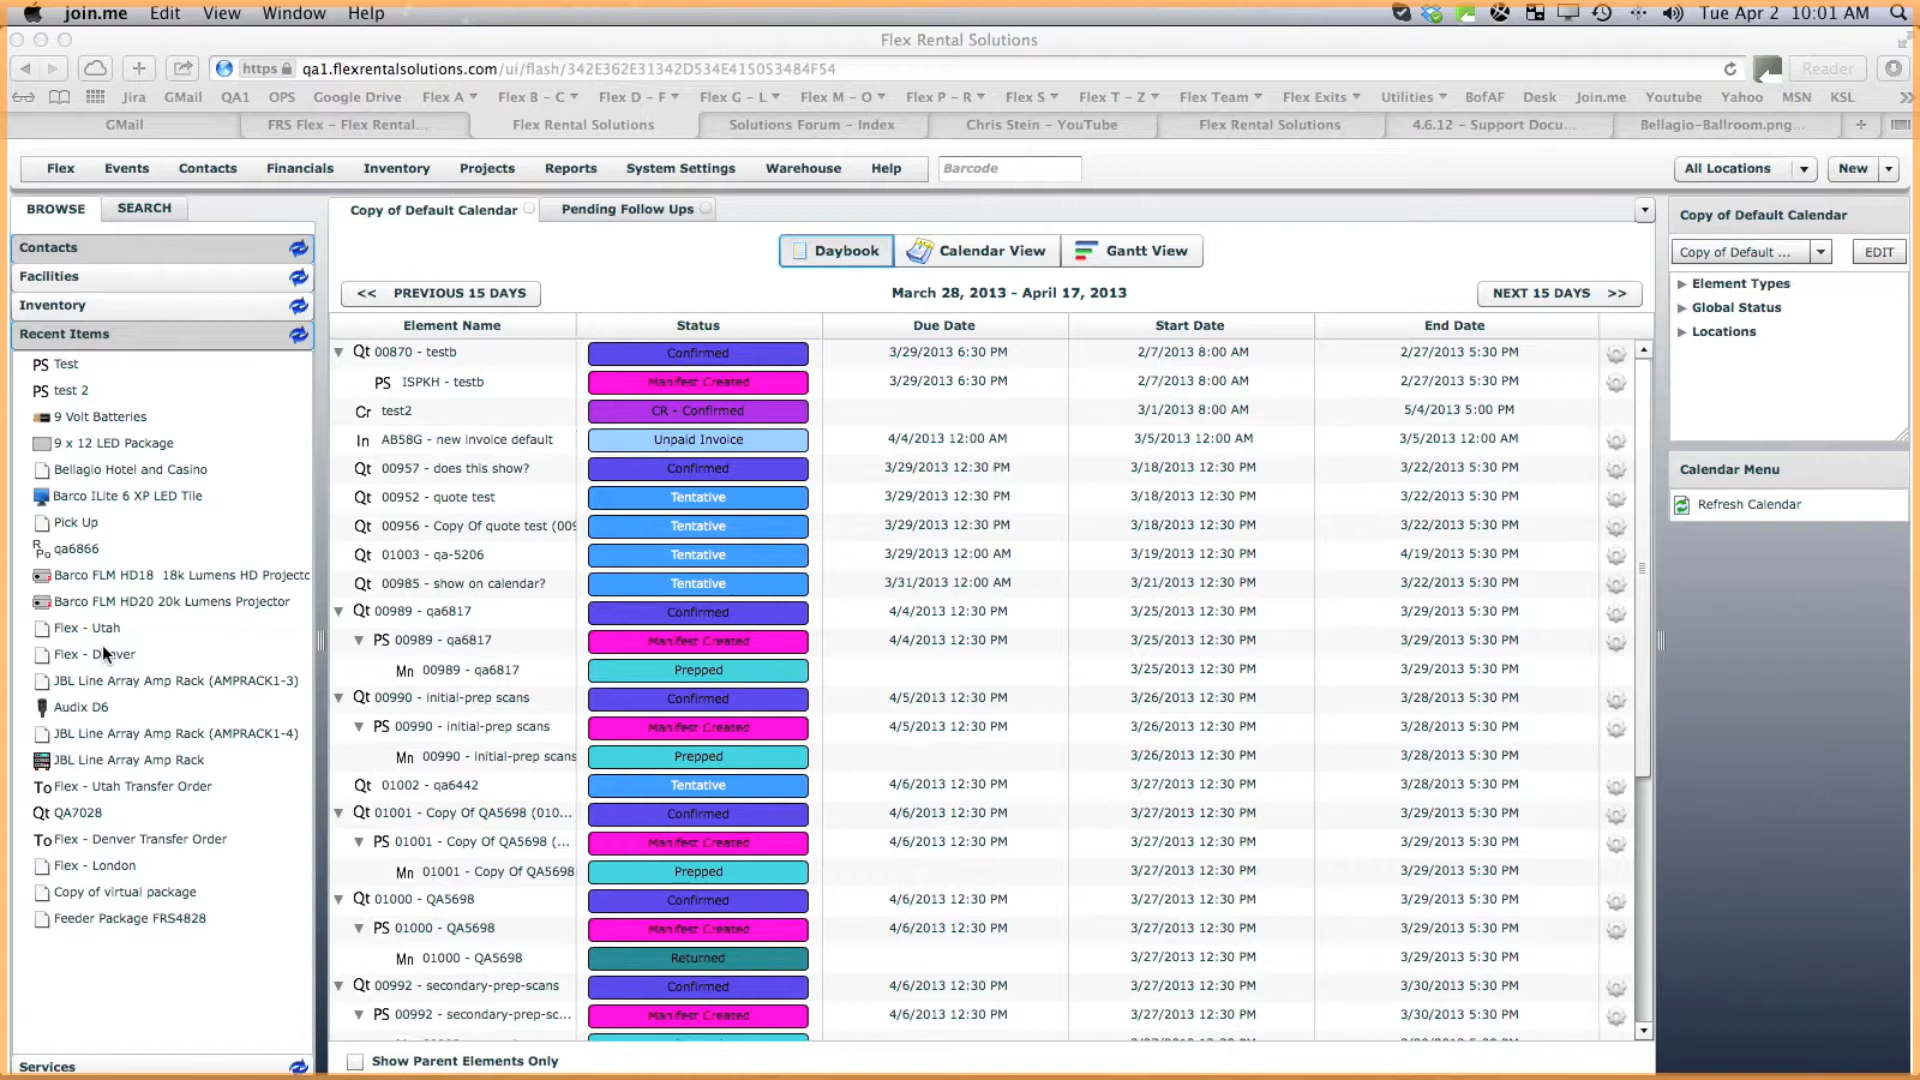 join.me Edit View Window Help Tue Apr 2 10:01 AM
Flex Rental Solutions
https qa1.flexrentalsolutions.com/ui/flash/342E362E31342D534E415053484F54 Reader
Jira GMail QA1 OPS Google Drive Flex A Flex B – C Flex D – F Flex G – L Flex M – O Flex P – R Flex S Flex T – Z Flex Team Flex Exits Utilities BofAF Desk Join.me Youtube Yahoo MSN KSL
GMail FRS Flex – Flex Rental... Flex Rental Solutions Solutions Forum – Index Chris Stein – YouTube Flex Rental Solutions 4.6.12 – Support Docu... Bellagio-Ballroom.png...
Flex Events Contacts Financials Inventory Projects Reports System Settings Warehouse Help Barcode All Locations New
BROWSE SEARCH
Contacts
Facilities
Inventory
Recent Items
PS Test
PS test 2
9 Volt Batteries
9 x 12 LED Package
Bellagio Hotel and Casino
Barco ILite 6 XP LED Tile
Pick Up
RPo qa6866
Barco FLM HD18 18k Lumens HD Projecto
Barco FLM HD20 20k Lumens Projector
Flex - Utah
Flex - Denver
JBL Line Array Amp Rack (AMPRACK1-3)
Audix D6
JBL Line Array Amp Rack (AMPRACK1-4)
JBL Line Array Amp Rack
To Flex - Utah Transfer Order
Qt QA7028
To Flex - Denver Transfer Order
Flex - London
Copy of virtual package
Feeder Package FRS4828
Services
Copy of Default Calendar Pending Follow Ups
Daybook Calendar View Gantt View
<< PREVIOUS 15 DAYS March 28, 2013 - April 17, 2013 NEXT 15 DAYS >>
Element Name Status Due Date Start Date End Date
Qt 00870 - testb Confirmed 3/29/2013 6:30 PM 2/7/2013 8:00 AM 2/27/2013 5:30 PM
PS ISPKH - testb Manifest Created 3/29/2013 6:30 PM 2/7/2013 8:00 AM 2/27/2013 5:30 PM
Cr test2 CR - Confirmed 3/1/2013 8:00 AM 5/4/2013 5:00 PM
In AB58G - new invoice default Unpaid Invoice 4/4/2013 12:00 AM 3/5/2013 12:00 AM 3/5/2013 12:00 AM
Qt 00957 - does this show? Confirmed 3/29/2013 12:30 PM 3/18/2013 12:30 PM 3/22/2013 5:30 PM
Qt 00952 - quote test Tentative 3/29/2013 12:30 PM 3/18/2013 12:30 PM 3/22/2013 5:30 PM
Qt 00956 - Copy Of quote test (009 Tentative 3/29/2013 12:30 PM 3/18/2013 12:30 PM 3/22/2013 5:30 PM
Qt 01003 - qa-5206 Tentative 3/29/2013 12:00 AM 3/19/2013 12:30 PM 4/19/2013 5:30 PM
Qt 00985 - show on calendar? Tentative 3/31/2013 12:00 AM 3/21/2013 12:30 PM 3/22/2013 5:30 PM
Qt 00989 - qa6817 Confirmed 4/4/2013 12:30 PM 3/25/2013 12:30 PM 3/29/2013 5:30 PM
PS 00989 - qa6817 Manifest Created 4/4/2013 12:30 PM 3/25/2013 12:30 PM 3/29/2013 5:30 PM
Mn 00989 - qa6817 Prepped 3/25/2013 12:30 PM 3/29/2013 5:30 PM
Qt 00990 - initial-prep scans Confirmed 4/5/2013 12:30 PM 3/26/2013 12:30 PM 3/28/2013 5:30 PM
PS 00990 - initial-prep scans Manifest Created 4/5/2013 12:30 PM 3/26/2013 12:30 PM 3/28/2013 5:30 PM
Mn 00990 - initial-prep scans Prepped 3/26/2013 12:30 PM 3/28/2013 5:30 PM
Qt 01002 - qa6442 Tentative 4/6/2013 12:30 PM 3/27/2013 12:30 PM 3/28/2013 5:30 PM
Qt 01001 - Copy Of QA5698 (010... Confirmed 4/6/2013 12:30 PM 3/27/2013 12:30 PM 3/29/2013 5:30 PM
PS 01001 - Copy Of QA5698 (... Manifest Created 4/6/2013 12:30 PM 3/27/2013 12:30 PM 3/29/2013 5:30 PM
Mn 01001 - Copy Of QA5698 Prepped 3/27/2013 12:30 PM 3/29/2013 5:30 PM
Qt 01000 - QA5698 Confirmed 4/6/2013 12:30 PM 3/27/2013 12:30 PM 3/29/2013 5:30 PM
PS 01000 - QA5698 Manifest Created 4/6/2013 12:30 PM 3/27/2013 12:30 PM 3/29/2013 5:30 PM
Mn 01000 - QA5698 Returned 3/27/2013 12:30 PM 3/29/2013 5:30 PM
Qt 00992 - secondary-prep-scans Confirmed 4/6/2013 12:30 PM 3/27/2013 12:30 PM 3/30/2013 5:30 PM
PS 00992 - secondary-prep-sc... Manifest Created 4/6/2013 12:30 PM 3/27/2013 12:30 PM 3/30/2013 5:30 PM
Show Parent Elements Only
Copy of Default Calendar
Copy of Default ... EDIT
Element Types
Global Status
Locations
Calendar Menu
Refresh Calendar